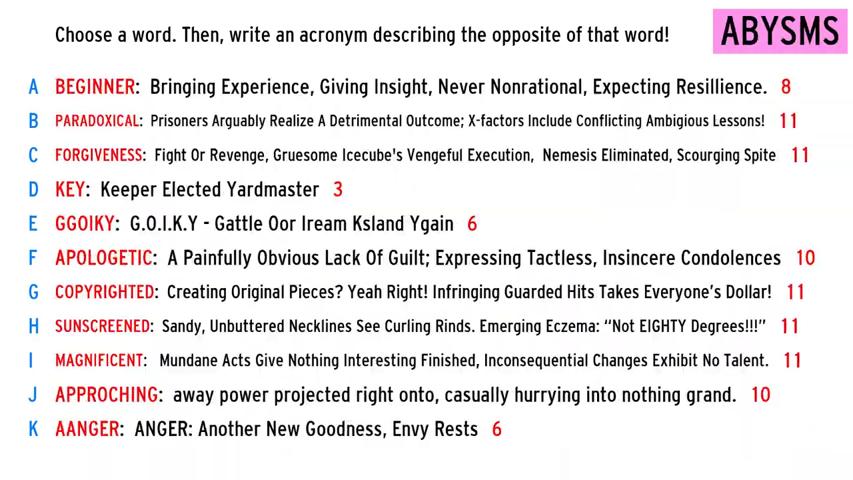 Choose a word. Then, write an acronym describing the opposite of that word!
ABYSMS
A BEGINNER: Bringing Experience, Giving Insight, Never Nonrational, Expecting Resillience. 8
B PARADOXICAL: Prisoners Arguably Realize A Detrimental Outcome; X-factors Include Conflicting Ambigious Lessons! 11
C FORGIVENESS: Fight Or Revenge, Gruesome Icecube's Vengeful Execution, Nemesis Eliminated, Scourging Spite 11
D KEY: Keeper Elected Yardmaster 3
E GGOIKY: G.O.I.K.Y - Gattle Oor Iream Ksland Ygain 6
F APOLOGETIC: A Painfully Obvious Lack Of Guilt; Expressing Tactless, Insincere Condolences 10
G COPYRIGHTED: Creating Original Pieces? Yeah Right! Infringing Guarded Hits Takes Everyone's Dollar! 11
H SUNSCREENED: Sandy, Unbuttered Necklines See Curling Rinds. Emerging Eczema: “Not EIGHTY Degrees!!!” 11
I MAGNIFICENT: Mundane Acts Give Nothing Interesting Finished, Inconsequential Changes Exhibit No Talent. 11
J APPROCHING: away power projected right onto, casually hurrying into nothing grand. 10
K AANGER: ANGER: Another New Goodness, Envy Rests 6